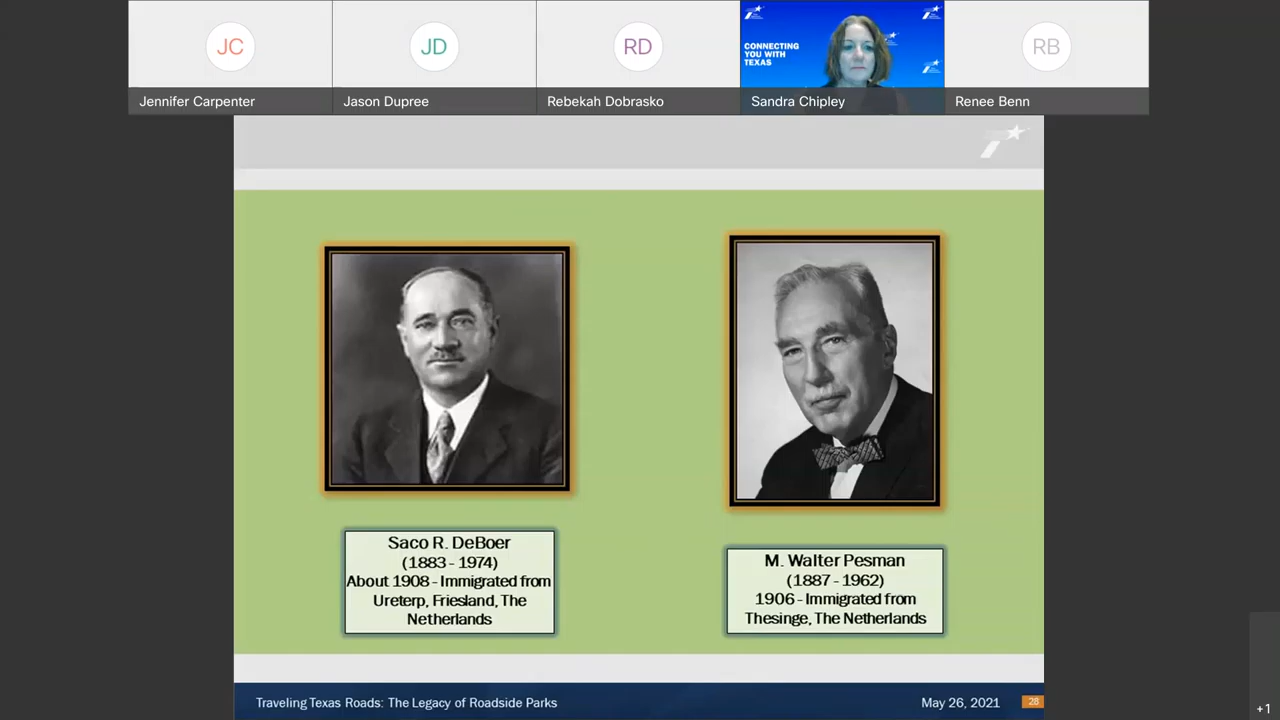 JC
JD
RD
CONNECTING
YOU WITH
TEXAS
RB
Jennifer Carpenter
Jason Dupree
Rebekah Dobrasko
Sandra Chipley
Renee Benn
Saco R. DeBoer
(1883 - 1974)
About 1908 - Immigrated from
Ureterp, Friesland, The
Netherlands
M. Walter Pesman
(1887 - 1962)
1906 - Immigrated from
Thesinge, The Netherlands
Traveling Texas Roads: The Legacy of Roadside Parks
May 26, 2021
28
+1